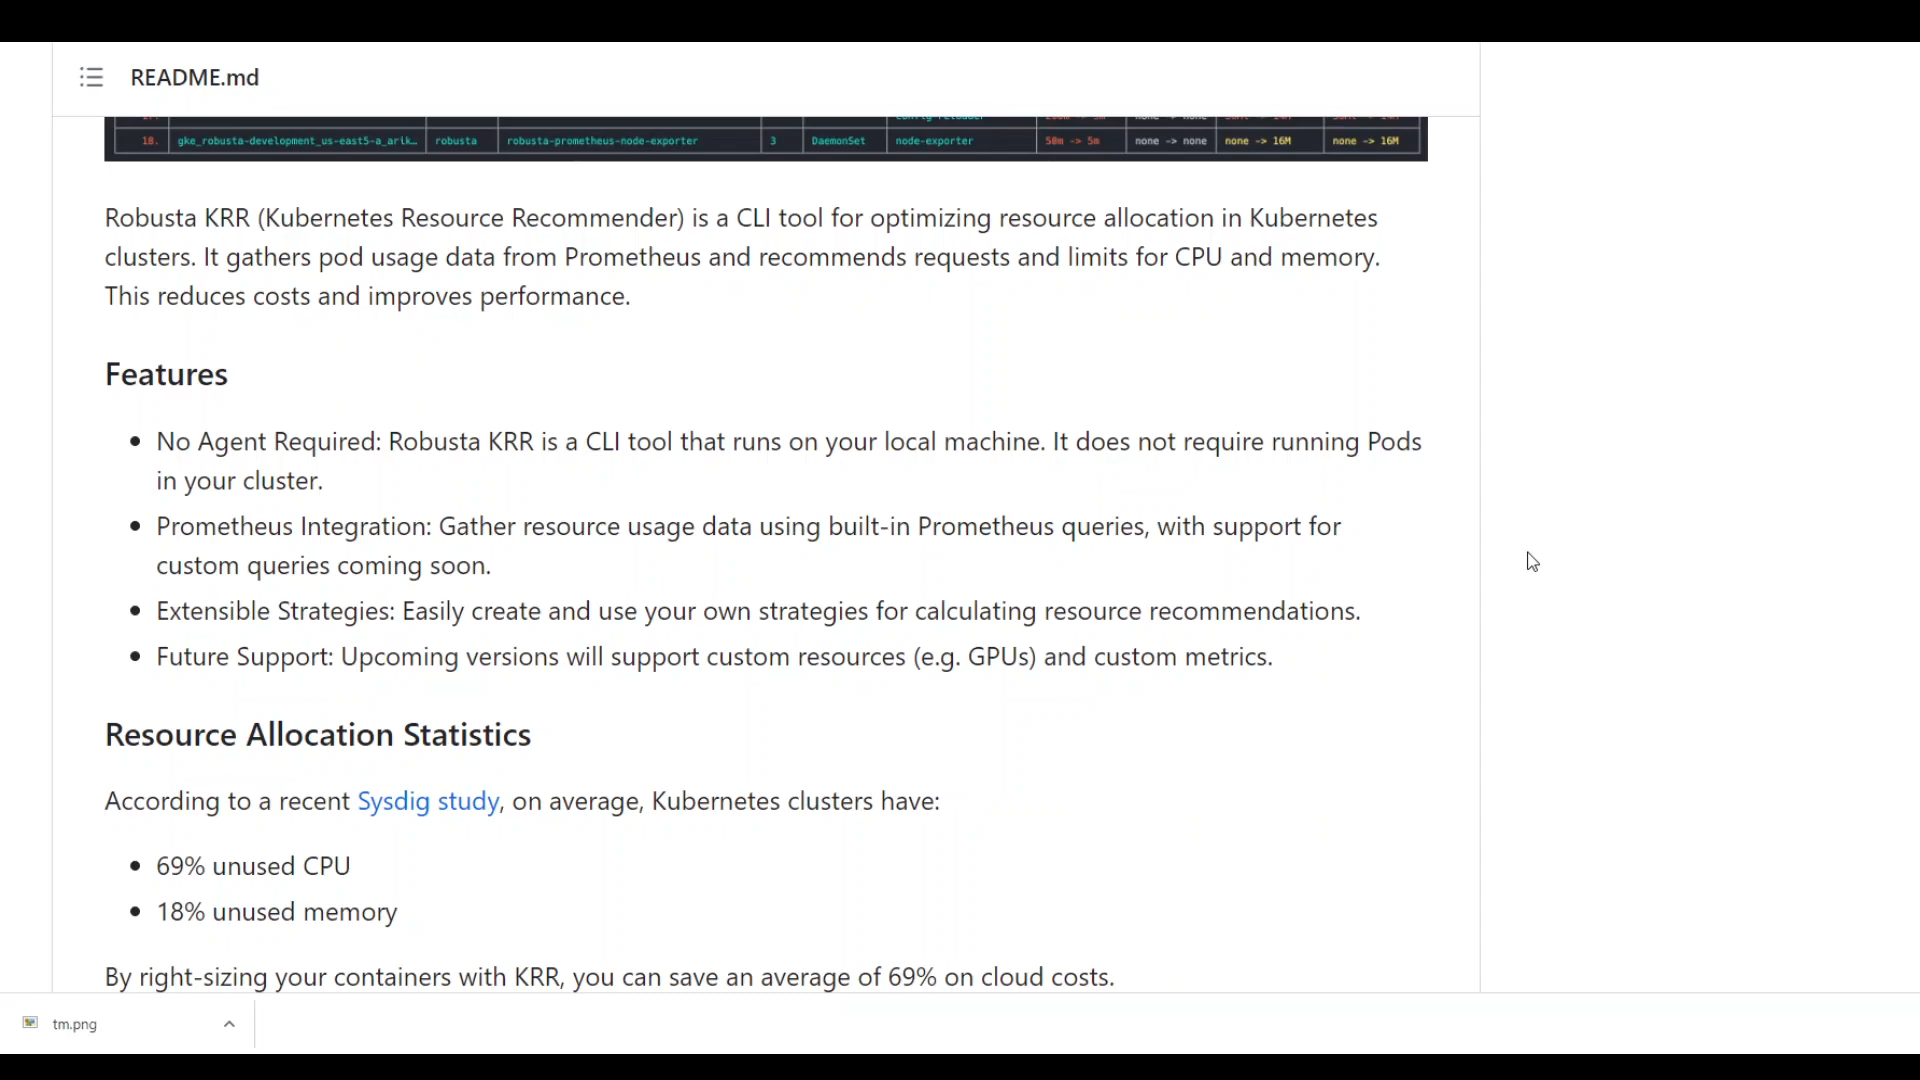 README.md
18. gke_robusta-development_us-east5-a_arik… robusta robusta-prometheus-node-exporter 3 DaemonSet node-exporter 50m -> 5m none -> none none -> 16M none -> 16M
Robusta KRR (Kubernetes Resource Recommender) is a CLI tool for optimizing resource allocation in Kubernetes
clusters. It gathers pod usage data from Prometheus and recommends requests and limits for CPU and memory.
This reduces costs and improves performance.
Features
No Agent Required: Robusta KRR is a CLI tool that runs on your local machine. It does not require running Pods
in your cluster.
Prometheus Integration: Gather resource usage data using built-in Prometheus queries, with support for
custom queries coming soon.
Extensible Strategies: Easily create and use your own strategies for calculating resource recommendations.
Future Support: Upcoming versions will support custom resources (e.g. GPUs) and custom metrics.
Resource Allocation Statistics
According to a recent Sysdig study, on average, Kubernetes clusters have:
69% unused CPU
18% unused memory
By right-sizing your containers with KRR, you can save an average of 69% on cloud costs.
tm.png